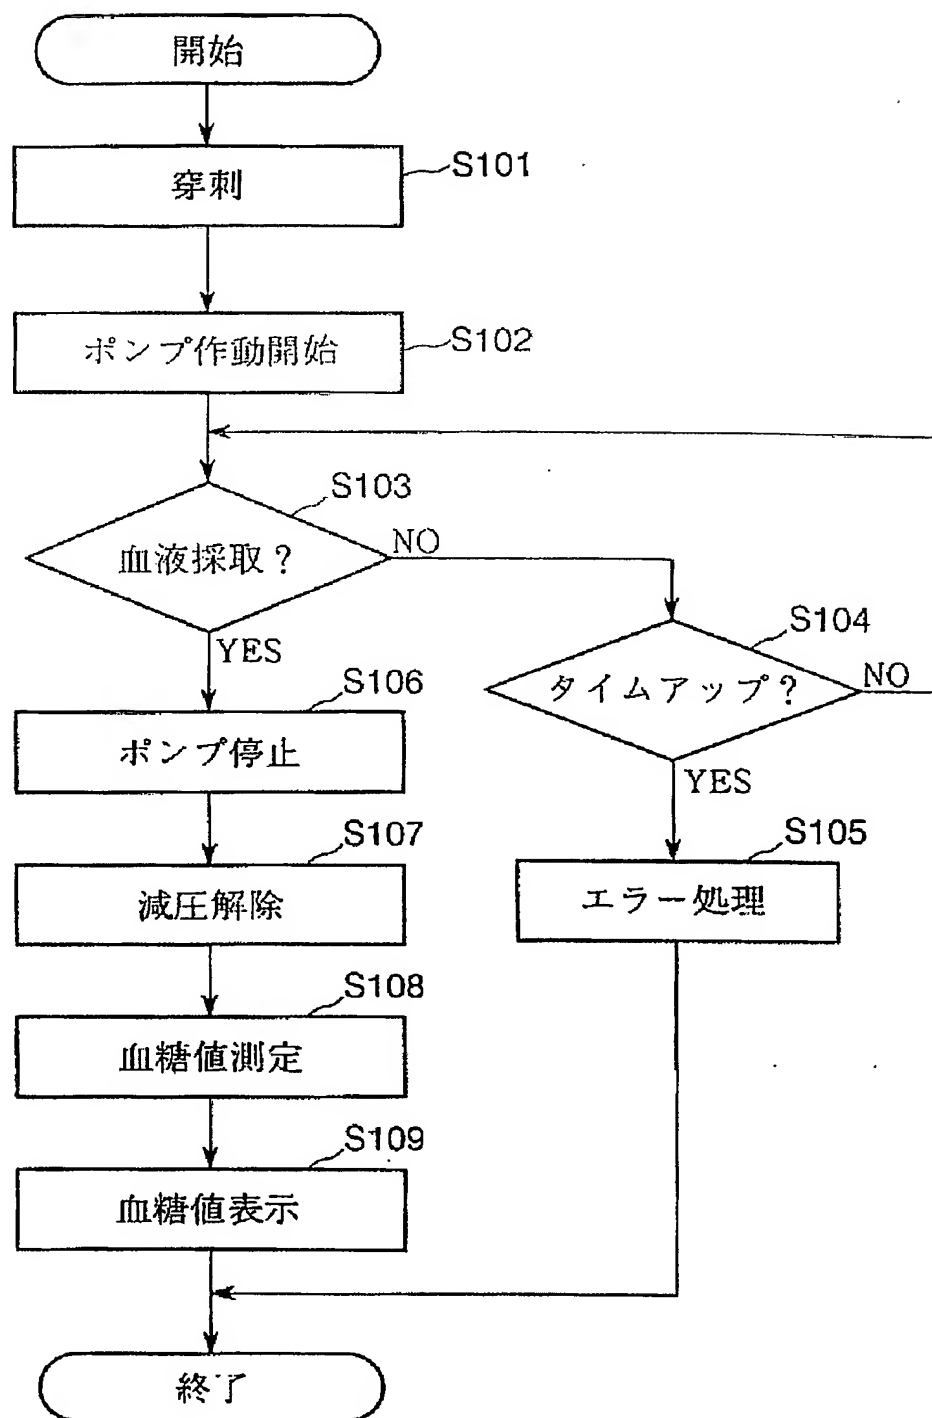 開始
穿刺
S101
ポンプ作動開始
S102
S103
血液採取？
NO
YES
S104
タイムアップ？
NO
YES
S105
エラー処理
S106
ポンプ停止
S107
減圧解除
S108
血糖値測定
S109
血糖値表示
終了